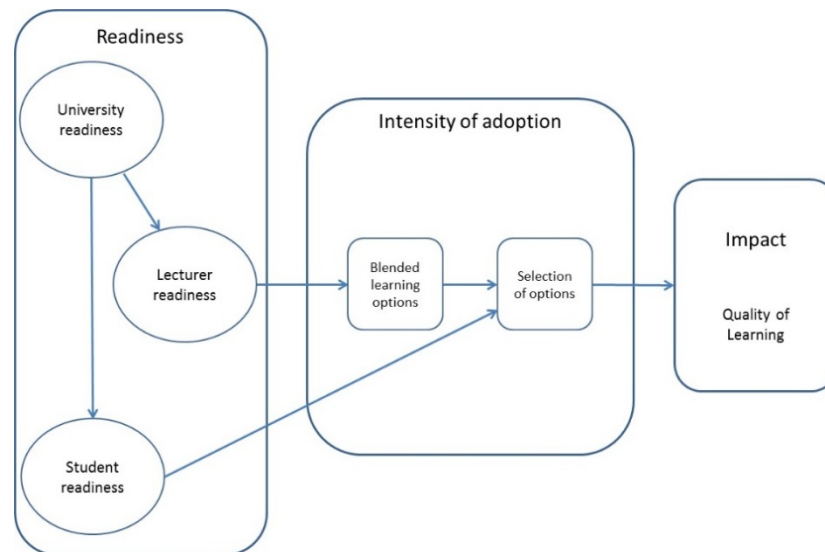 Readiness
University
readiness
Lecturer
readiness
Student
readiness
Intensity of adoption
Blended
learning
options
Selection
of options
Impact
Quality of
Learning